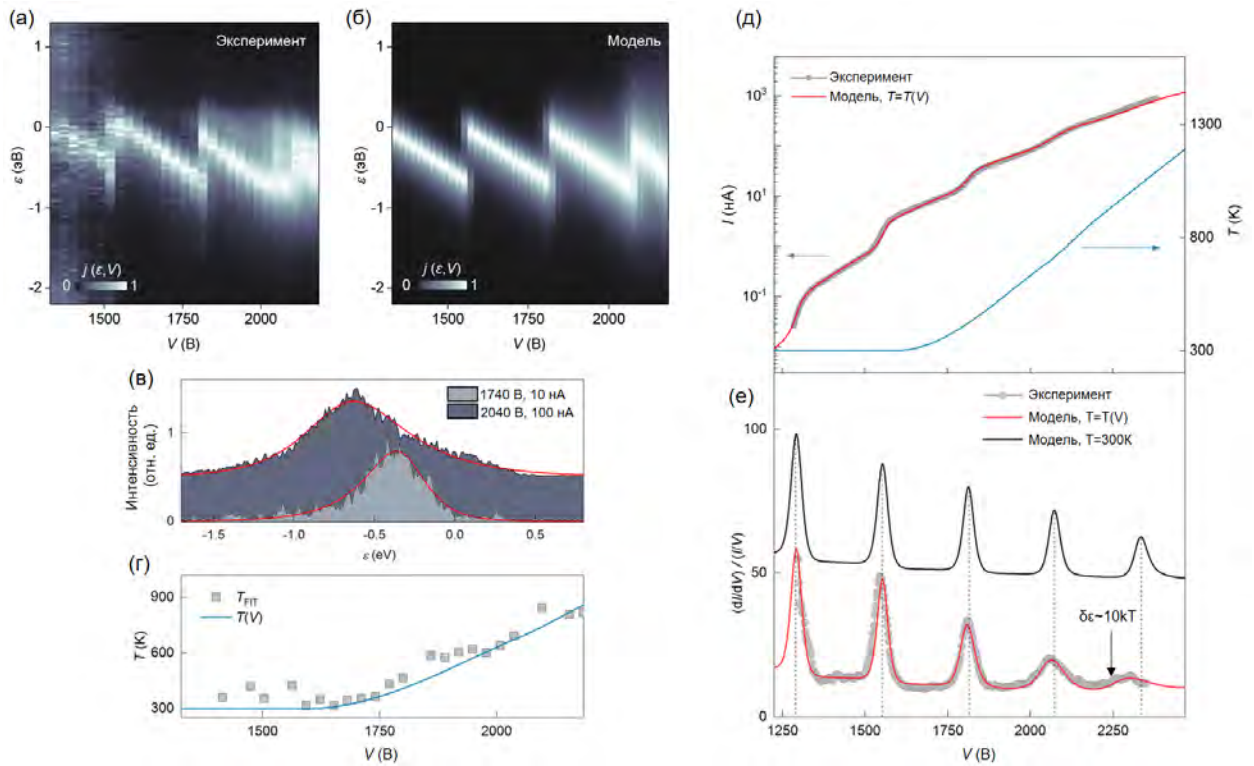 (а)
Эксперимент
ε (эВ)
1
0
-1
-2
j (ε,V)
0 1
1500 1750 2000
V (В)
(б)
Модель
1
0
-1
-2
j (ε,V)
0 1
1500 1750 2000
V (В)
(в)
1740 В, 10 нА
2040 В, 100 нА
Интенсивность
(отн. ед.)
1
0
-1.5 -1.0 -0.5 0.0 0.5
ε (eV)
(г)
T_FIT
T(V)
T (K)
900
600
300
1500 1750 2000
V (В)
(д)
Эксперимент
Модель, T=T(V)
I (нА)
10³
10¹
10⁻¹
1300
800
300
T (K)
(е)
Эксперимент
Модель, T=T(V)
Модель, T=300К
(dI/dV) / (I/V)
100
50
0
δε~10kT
1250 1500 1750 2000 2250
V (В)